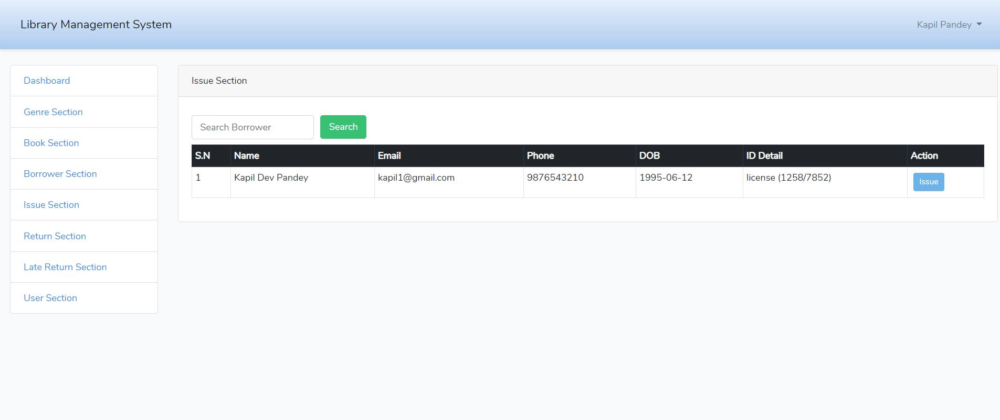 Library Management System
Kapil Pandey
Dashboard
Genre Section
Book Section
Borrower Section
Issue Section
Return Section
Late Return Section
User Section
Issue Section
Search Borrower Search
S.N Name Email Phone DOB ID Detail Action
1 Kapil Dev Pandey kapil1@gmail.com 9876543210 1995-06-12 license (1258/7852) Issue